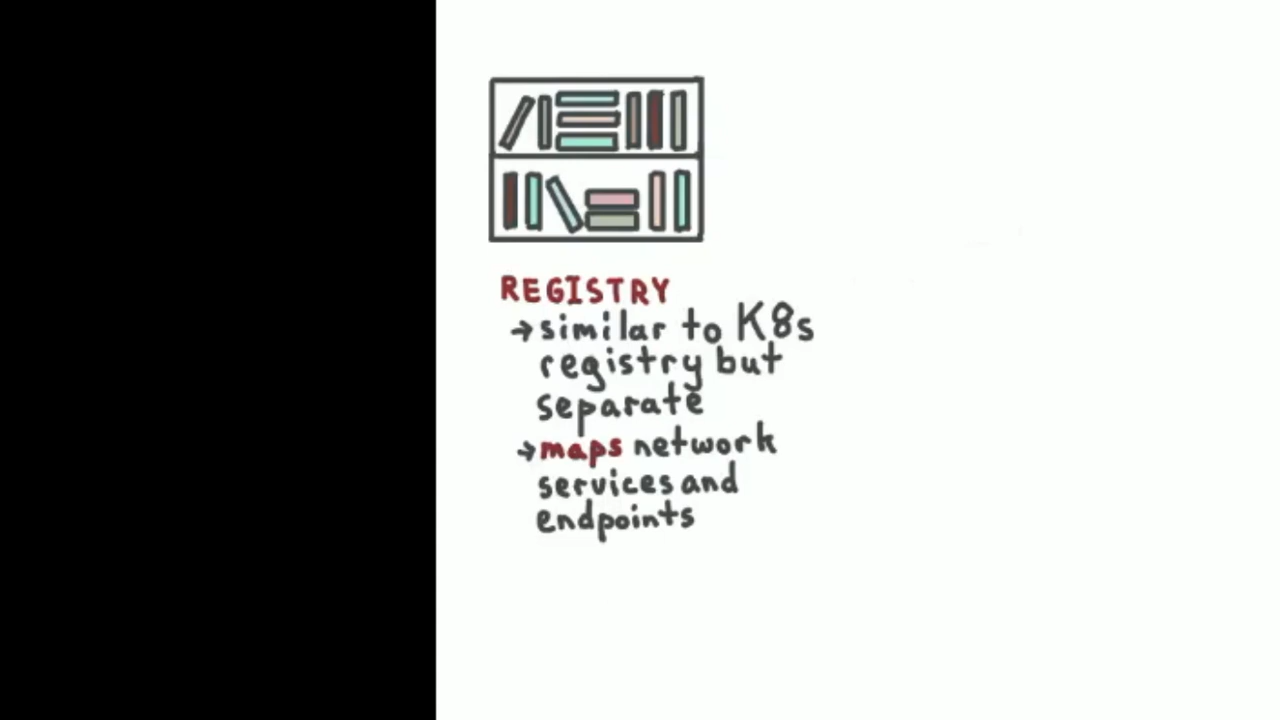 REGISTRY
→ similar to K8s
registry but
separate
→ maps network
services and
endpoints